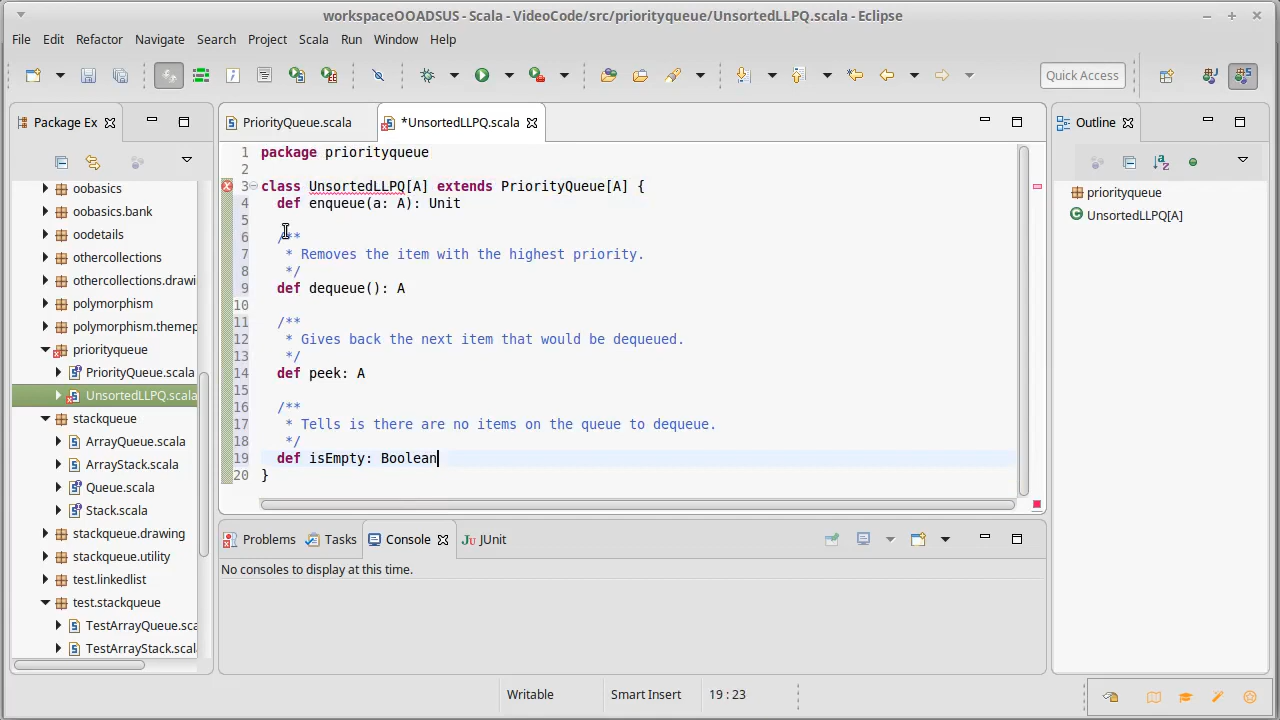 workspaceOOADSUS - Scala - VideoCode/src/priorityqueue/UnsortedLLPQ.scala - Eclipse
File Edit Refactor Navigate Search Project Scala Run Window Help
Quick Access
Package Ex
PriorityQueue.scala
*UnsortedLLPQ.scala
Outline
oobasics
oobasics.bank
oodetails
othercollections
othercollections.drawi
polymorphism
polymorphism.themep
priorityqueue
PriorityQueue.scala
UnsortedLLPQ.scala
stackqueue
ArrayQueue.scala
ArrayStack.scala
Queue.scala
Stack.scala
stackqueue.drawing
stackqueue.utility
test.linkedlist
test.stackqueue
TestArrayQueue.sca
TestArrayStack.scal
1 package priorityqueue
2
3 class UnsortedLLPQ[A] extends PriorityQueue[A] {
4 def enqueue(a: A): Unit
5
6 /**
7 * Removes the item with the highest priority.
8 */
9 def dequeue(): A
10
11 /**
12 * Gives back the next item that would be dequeued.
13 */
14 def peek: A
15
16 /**
17 * Tells is there are no items on the queue to dequeue.
18 */
19 def isEmpty: Boolean
20 }
priorityqueue
UnsortedLLPQ[A]
Problems Tasks Console JUnit
No consoles to display at this time.
Writable Smart Insert 19 : 23